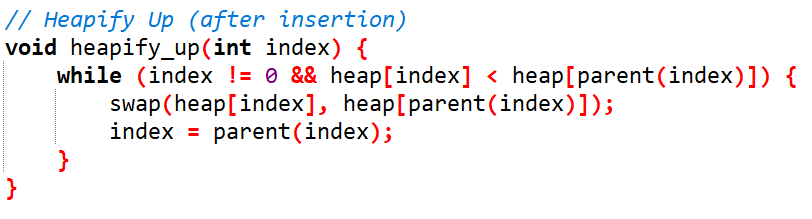 // Heapify Up (after insertion)
void heapify_up(int index) {
    while (index != 0 && heap[index] < heap[parent(index)]) {
        swap(heap[index], heap[parent(index)]);
        index = parent(index);
    }
}